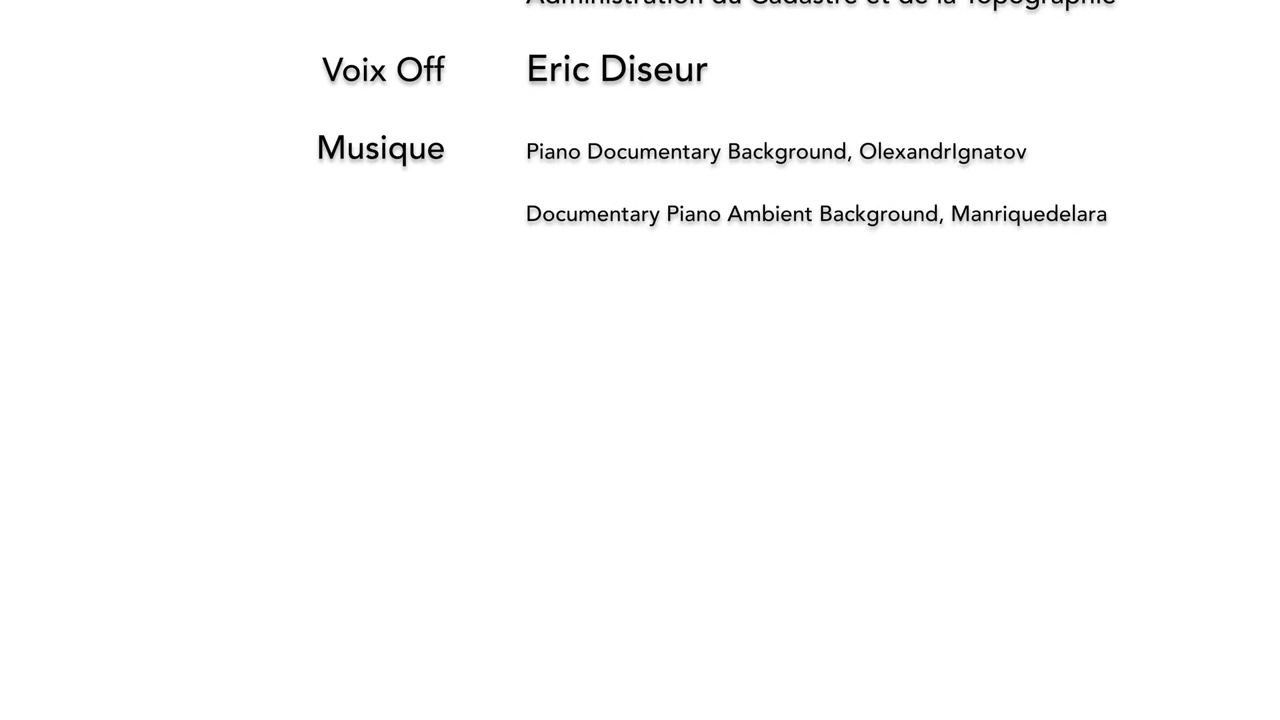 Administration du Cadastre et de la Topographie
Voix Off Eric Diseur
Musique Piano Documentary Background, OlexandrIgnatov
Documentary Piano Ambient Background, Manriquedelara